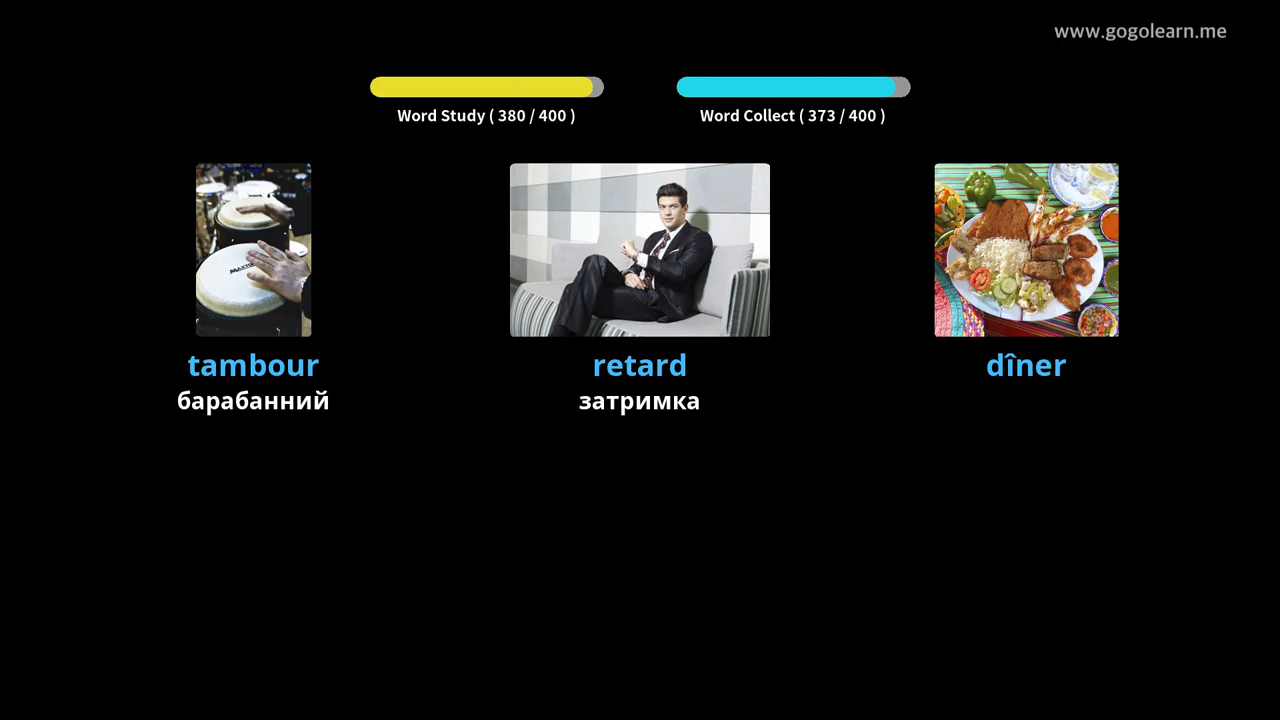 www.gogolearn.me
Word Study ( 380 / 400 )
Word Collect ( 373 / 400 )
tambour
retard
dîner
барабанний
затримка